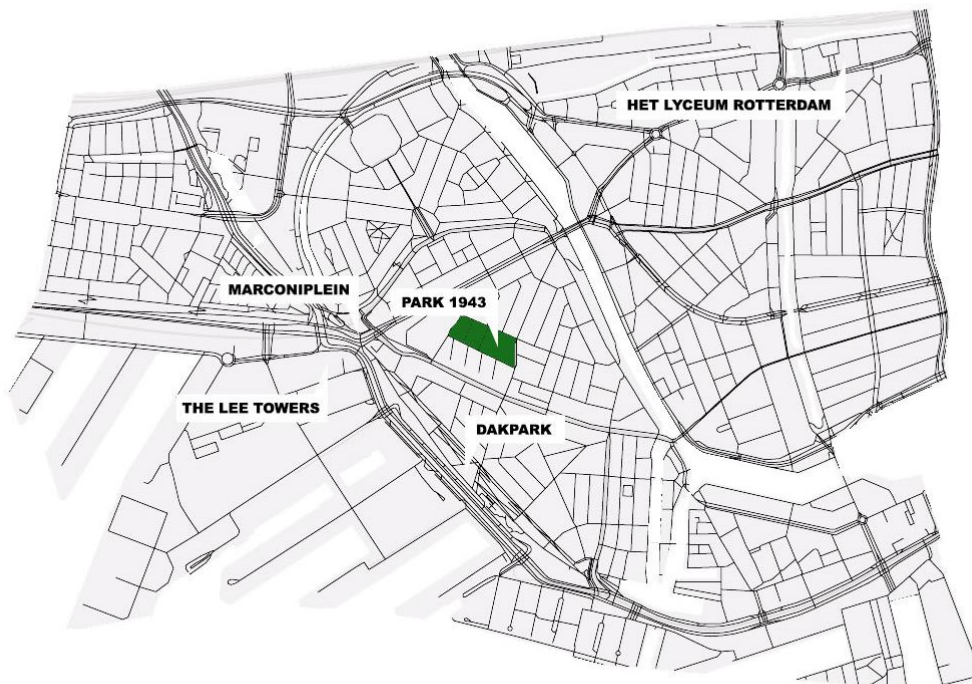 HET LYCEUM ROTTERDAM
MARCONIPLEIN
PARK 1943
THE LEE TOWERS
DAKPARK